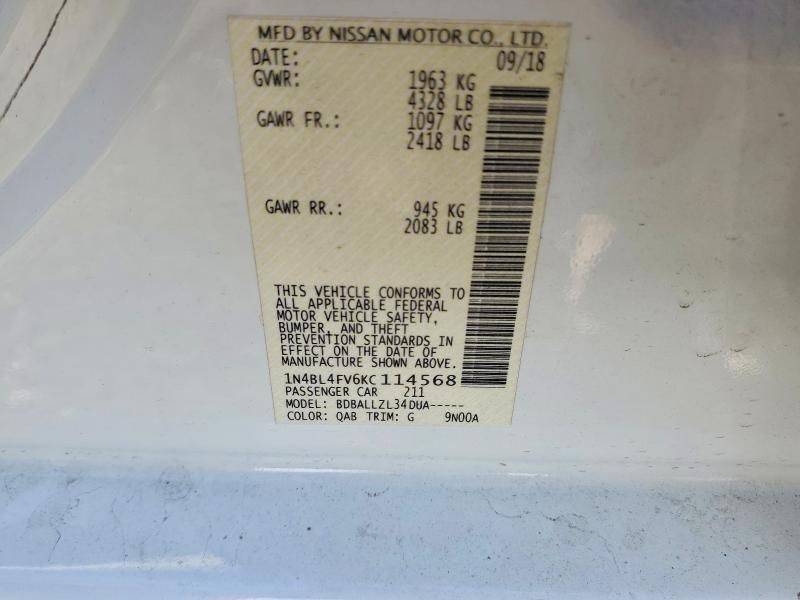 MFD BY NISSAN MOTOR CO., LTD.
DATE: 09/18
GVWR: 1963 KG
4328 LB
GAWR FR.: 1097 KG
2418 LB
GAWR RR.: 945 KG
2083 LB
THIS VEHICLE CONFORMS TO
ALL APPLICABLE FEDERAL
MOTOR VEHICLE SAFETY,
BUMPER, AND THEFT
PREVENTION STANDARDS IN
EFFECT ON THE DATE OF
MANUFACTURE SHOWN ABOVE.
1N4BL4FV6KC114568
PASSENGER CAR 211
MODEL: BDBALLZL34DUA-----
COLOR: QAB TRIM: G 9N00A